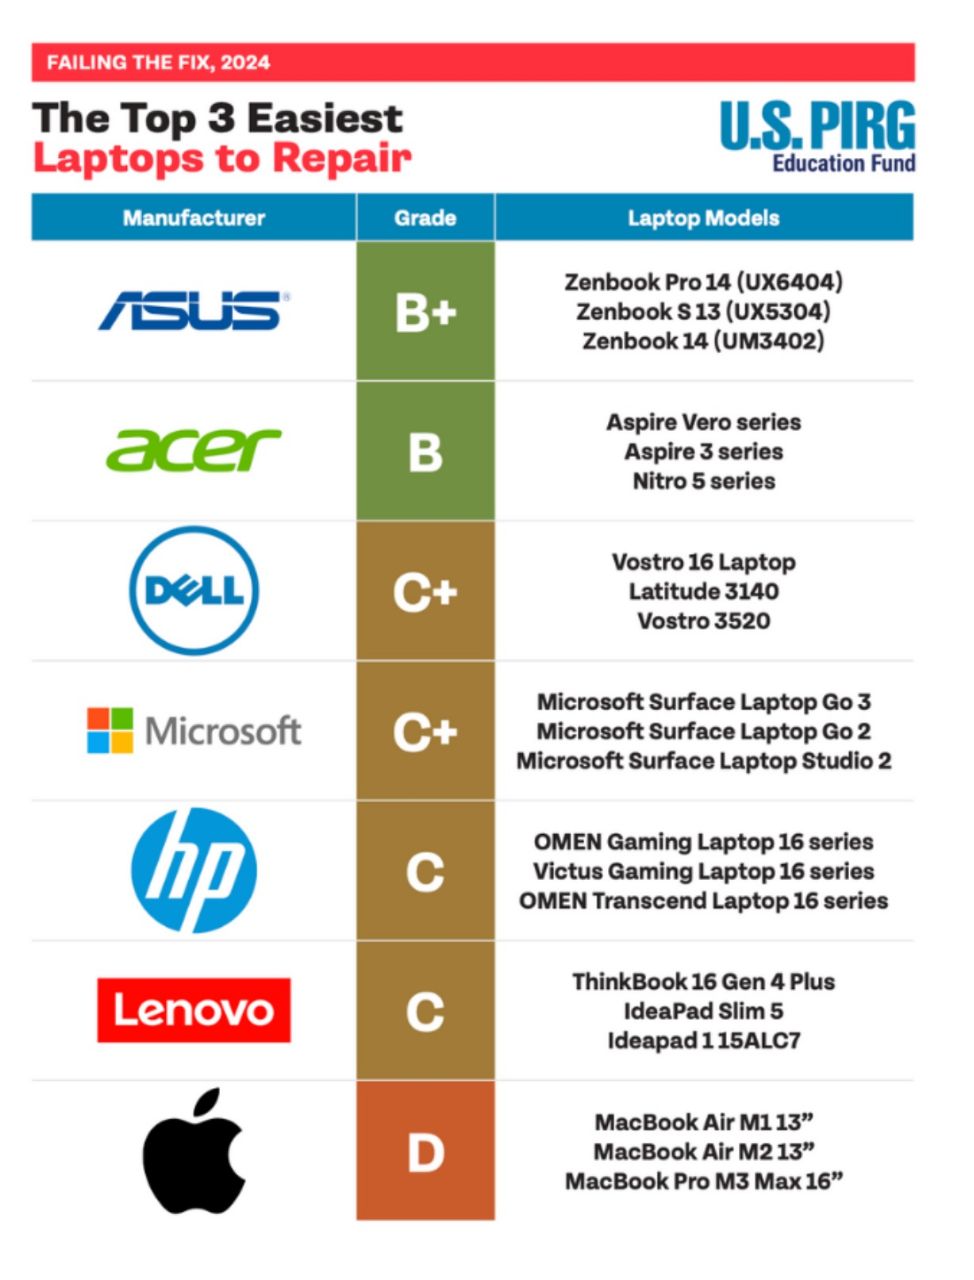 FAILING THE FIX, 2024
The Top 3 Easiest
Laptops to Repair
U.S. PIRG
Education Fund
Manufacturer Grade Laptop Models
ASUS® B+
Zenbook Pro 14 (UX6404)
Zenbook S 13 (UX5304)
Zenbook 14 (UM3402)
acer B
Aspire Vero series
Aspire 3 series
Nitro 5 series
DELL C+
Vostro 16 Laptop
Latitude 3140
Vostro 3520
Microsoft C+
Microsoft Surface Laptop Go 3
Microsoft Surface Laptop Go 2
Microsoft Surface Laptop Studio 2
hp C
OMEN Gaming Laptop 16 series
Victus Gaming Laptop 16 series
OMEN Transcend Laptop 16 series
Lenovo C
ThinkBook 16 Gen 4 Plus
IdeaPad Slim 5
Ideapad 1 15ALC7
D
MacBook Air M1 13”
MacBook Air M2 13”
MacBook Pro M3 Max 16”